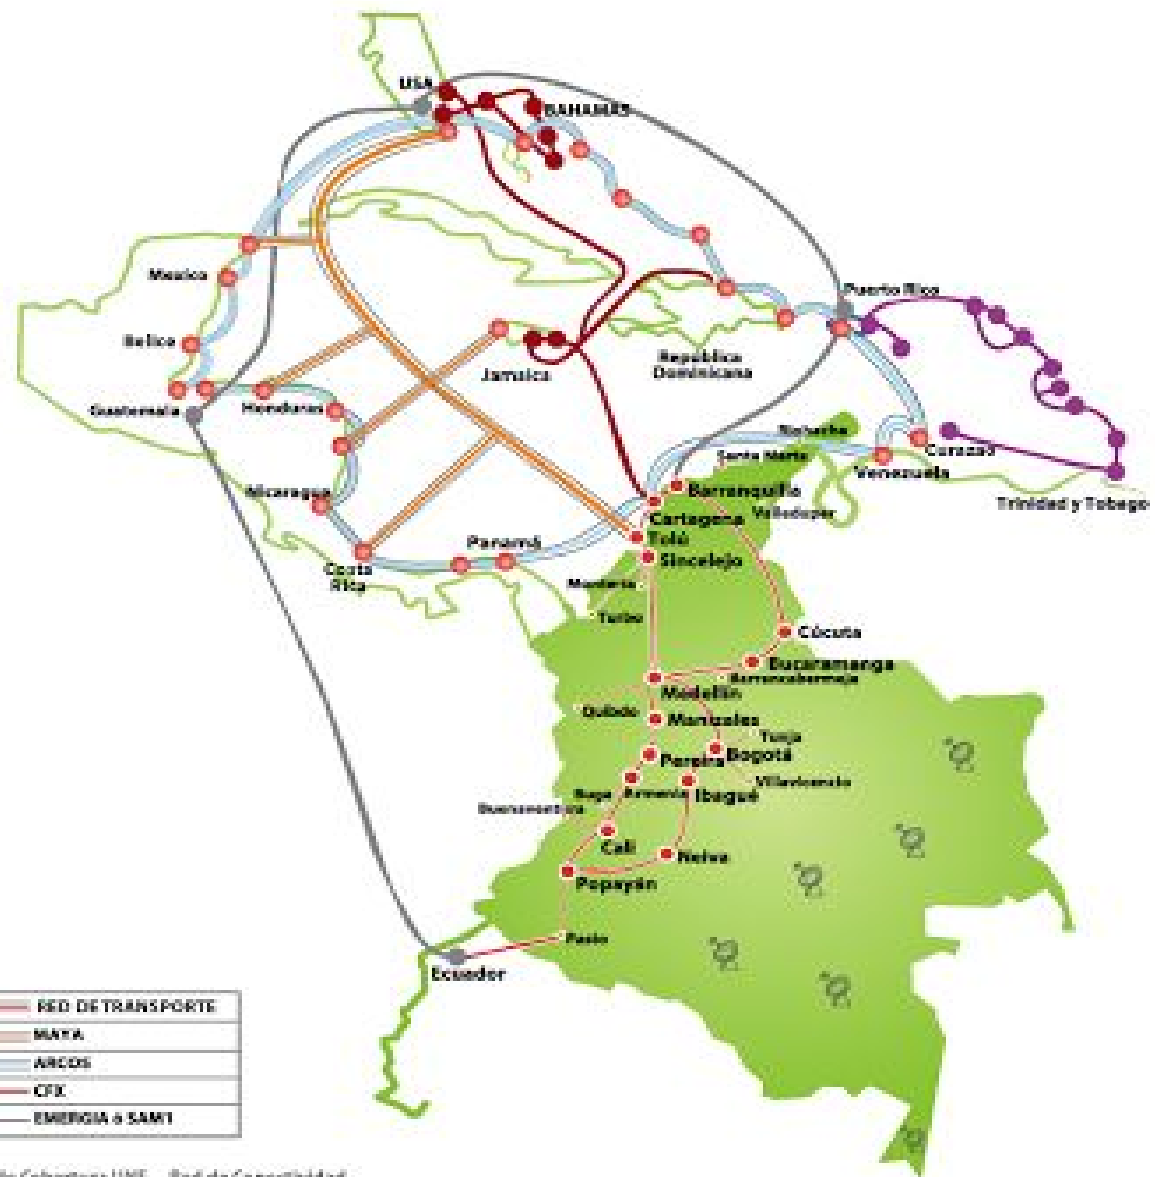 USA
BAHAMAS
Mexico
Puerto Rico
Belice
Republica
Dominicana
Jamaica
Guatemala
Honduras
Riohacha
Curazao
Santa Marta
Venezuela
Nicaragua
Barranquilla
Trinidad y Tobago
Valledupar
Cartagena
Tolú
Panamá
Sincelejo
Costa
Rica
Montería
Turbo
Cúcuta
Bucaramanga
Barrancabermeja
Medellín
Quibdo
Manizales
Tunja
Bogotá
Pereira
Villavicencio
Buga
Armenia
Ibagué
Buenaventura
Cali
Neiva
Popayán
Pasto
Ecuador
RED DE TRANSPORTE
MAYA
ARCOS
CFX
EMERGIA ó SAM1